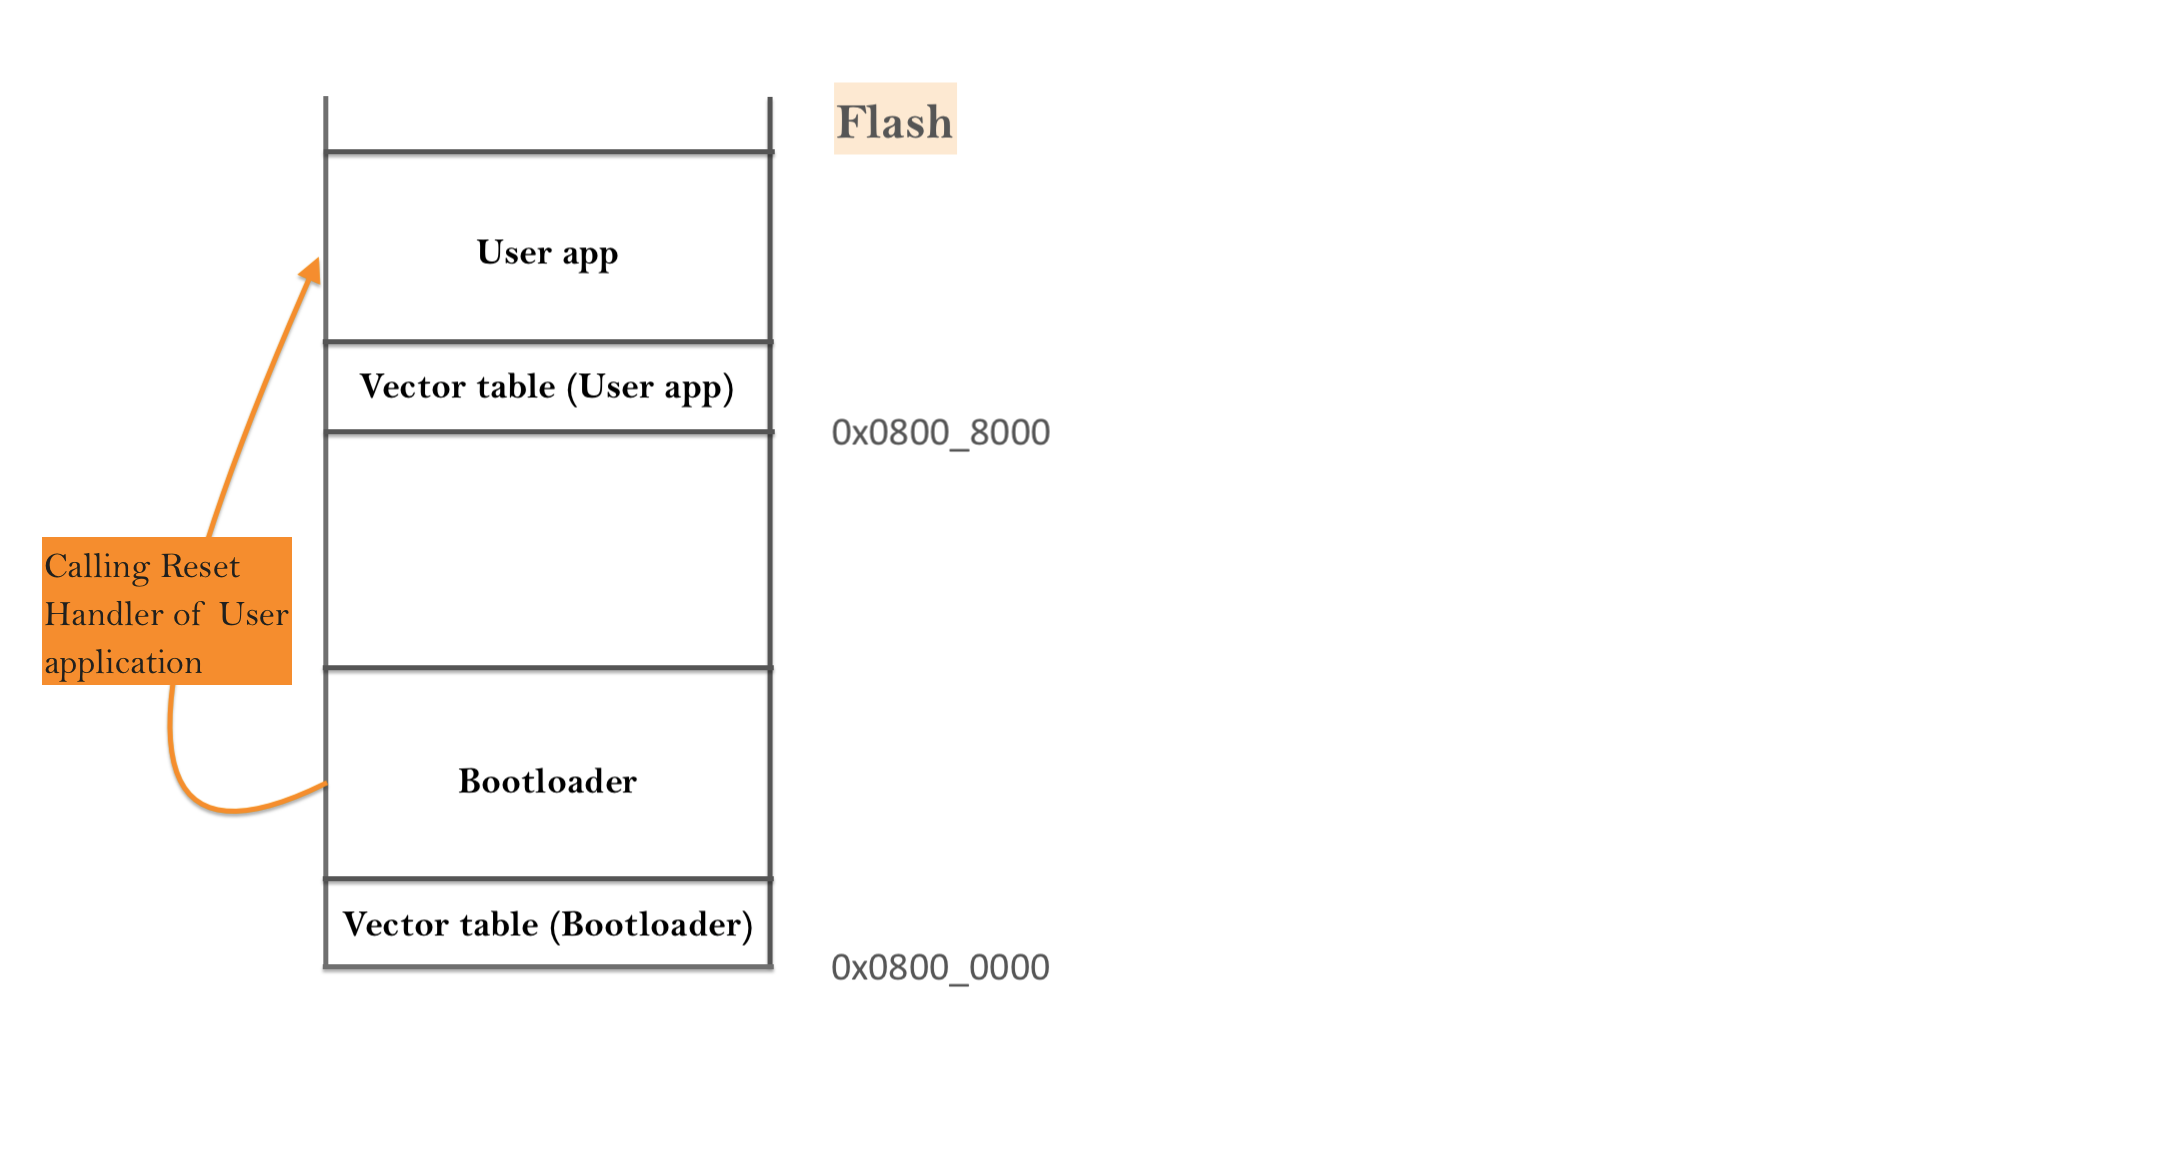 Flash
User app
Vector table (User app)
0x0800_8000
Calling Reset
Handler of User
application
Bootloader
Vector table (Bootloader)
0x0800_0000